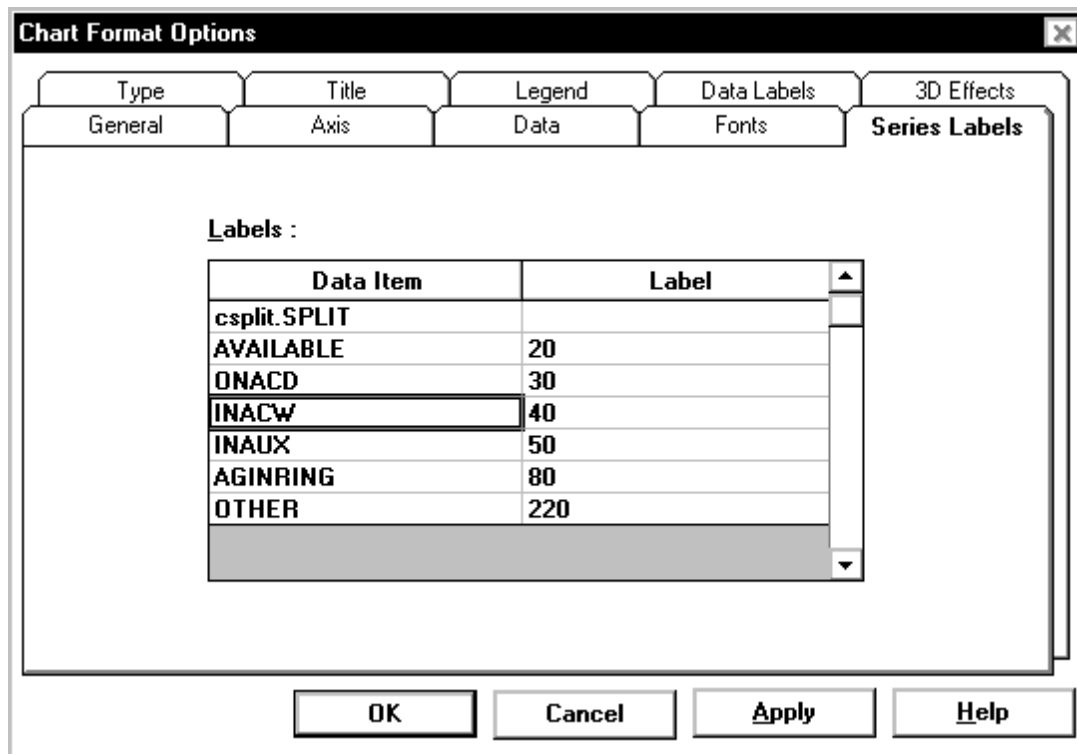 Chart Format Options
Type Title Legend Data Labels 3D Effects
General Axis Data Fonts Series Labels
Labels :
Data Item Label
csplit.SPLIT
AVAILABLE 20
ONACD 30
INACW 40
INAUX 50
AGINRING 80
OTHER 220
OK Cancel Apply Help